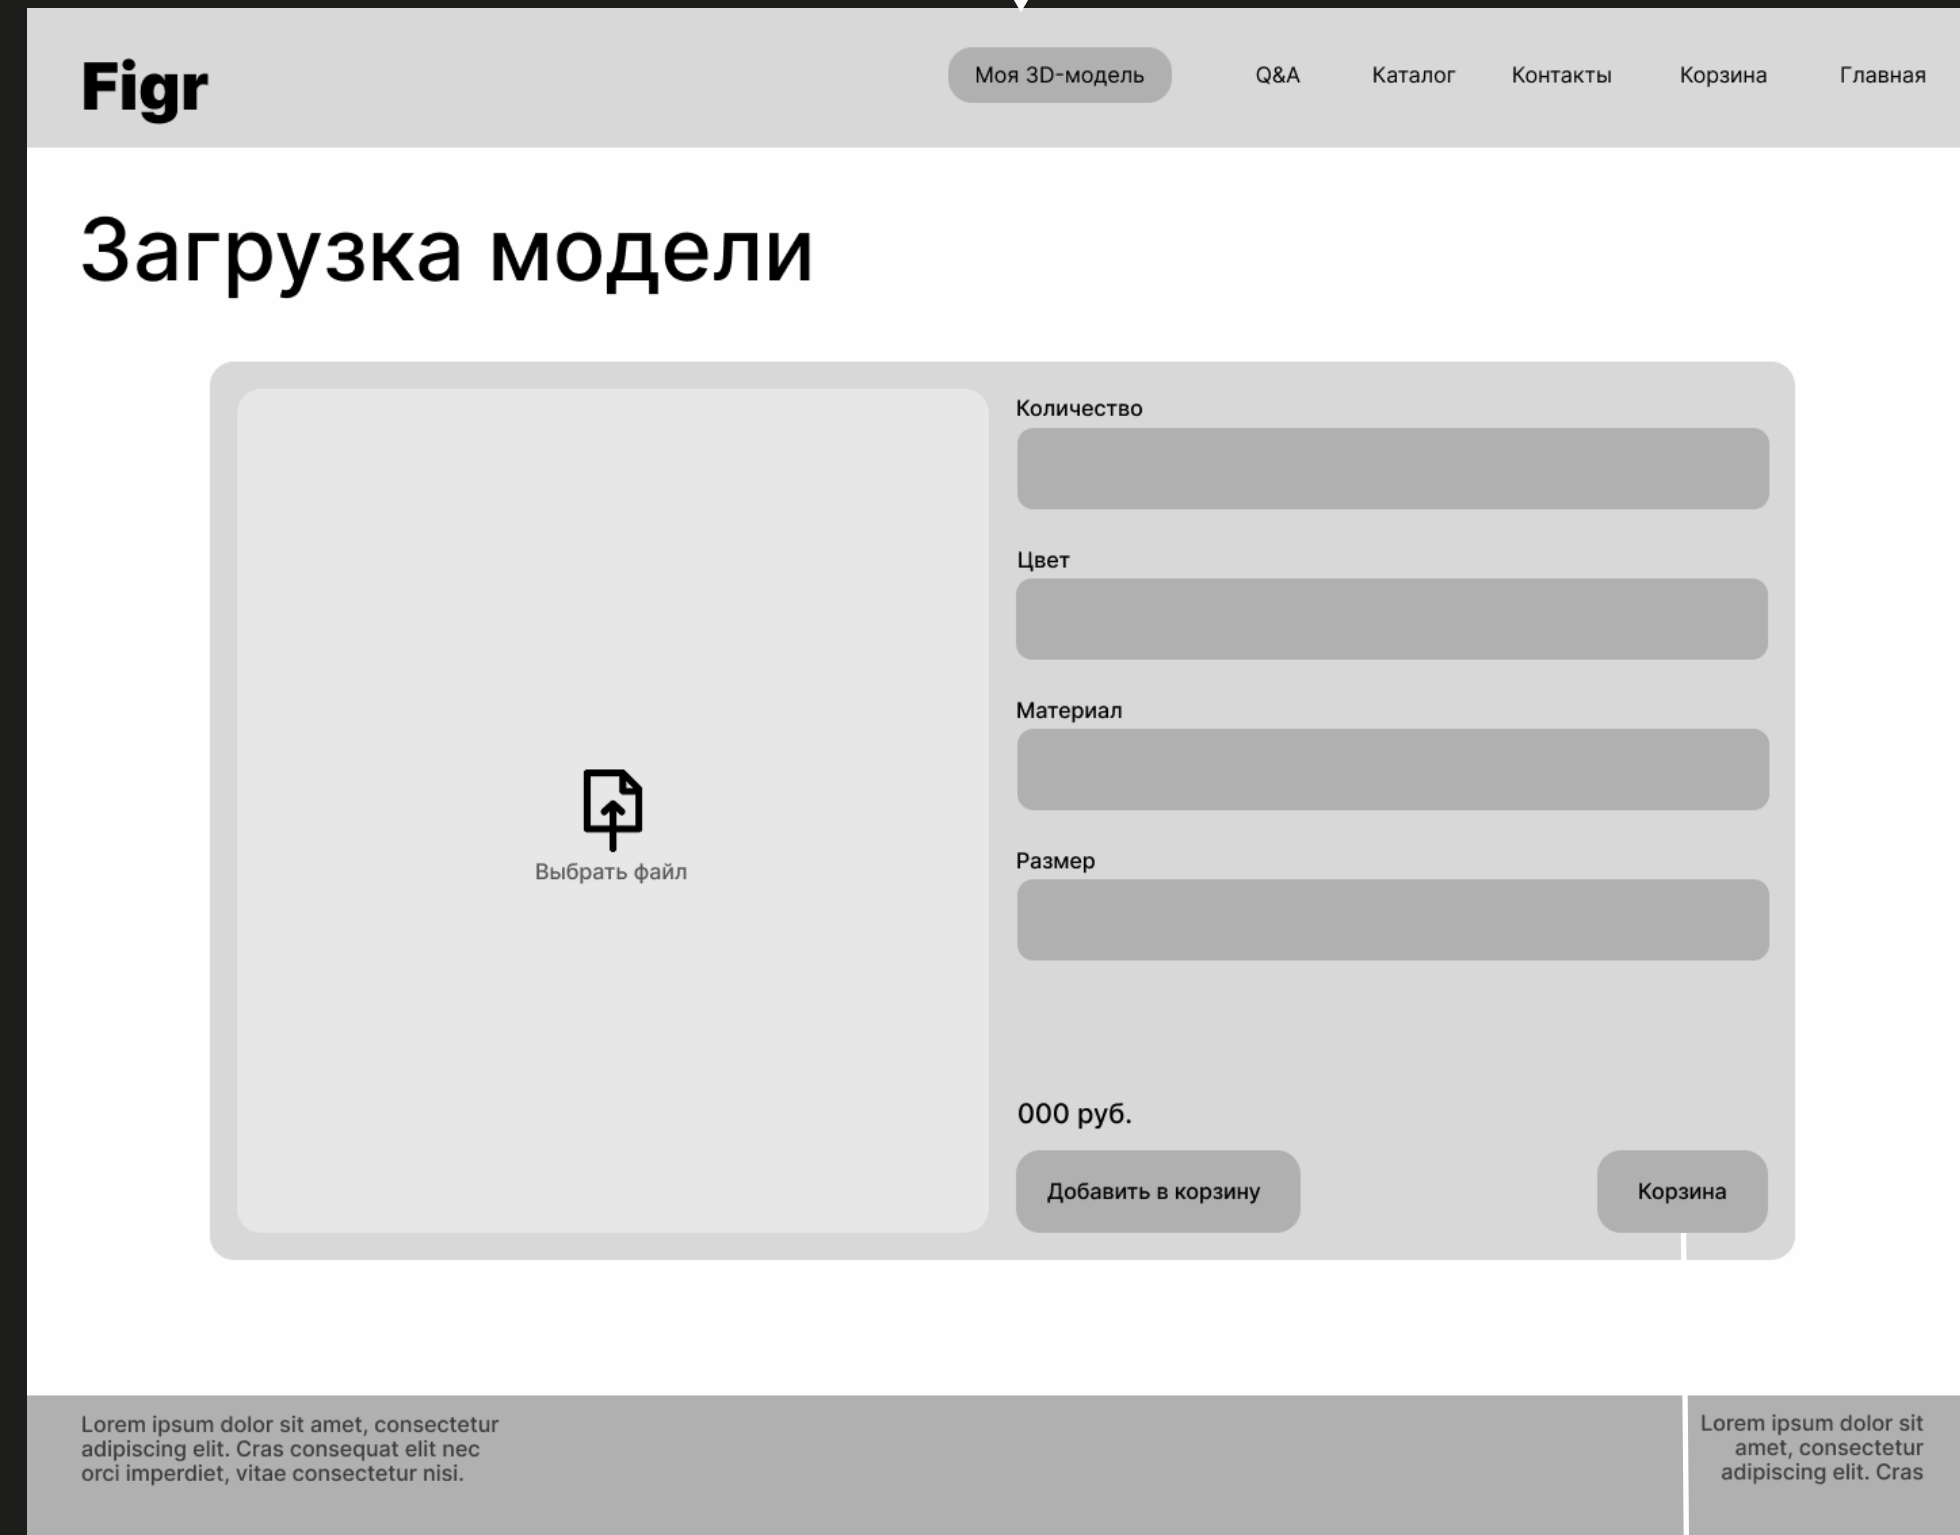 Figr
Моя 3D-модель
Q&A
Каталог
Контакты
Корзина
Главная
Загрузка модели
Выбрать файл
Количество
Цвет
Материал
Размер
000 руб.
Добавить в корзину
Корзина
Lorem ipsum dolor sit amet, consectetur
adipiscing elit. Cras consequat elit nec
orci imperdiet, vitae consectetur nisi.
Lorem ipsum dolor sit
amet, consectetur
adipiscing elit. Cras